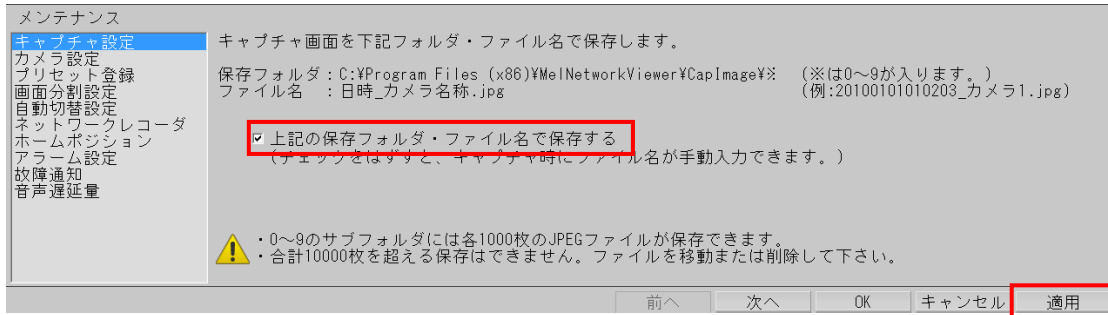 メンテナンス
キャプチャ設定
カメラ設定
プリセット登録
画面分割設定
自動切替設定
ネットワークレコーダ
ホームポジション
アラーム設定
故障通知
音声遅延量
キャプチャ画面を下記フォルダ・ファイル名で保存します。
保存フォルダ：C:¥Program Files (x86)¥MelNetworkViewer¥CapImage¥※ (※は0～9が入ります。)
ファイル名 ：日時_カメラ名称.jpg (例:20100101010203_カメラ1.jpg)
上記の保存フォルダ・ファイル名で保存する
(チェックをはずすと、キャプチャ時にファイル名が手動入力できます。)
・0～9のサブフォルダには各1000枚のJPEGファイルが保存できます。
・合計10000枚を超える保存はできません。ファイルを移動または削除して下さい。
前へ 次へ OK キャンセル 適用